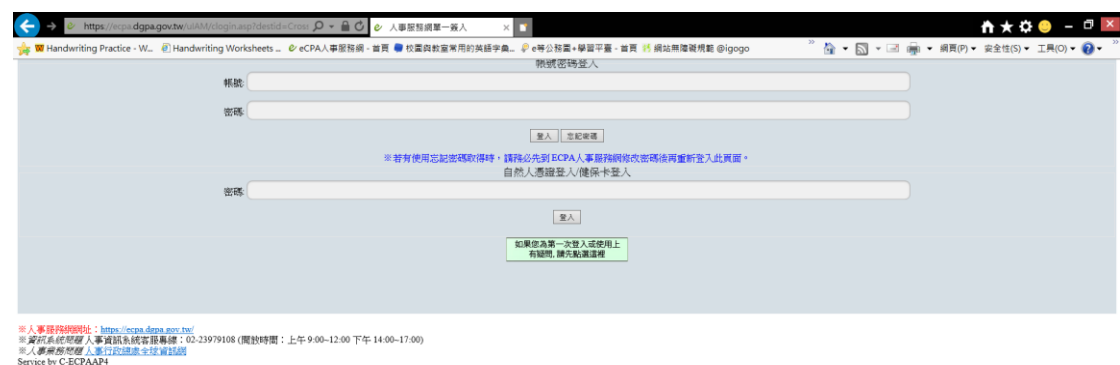 https://ecpa.dgpa.gov.tw/uIAM/clogin.asp?destid=Cross
人事服務網單一簽入
Handwriting Practice - W... Handwriting Worksheets ... eCPA人事服務網 - 首頁 校園與教室常用的英語字彙... e等公務園+學習平臺 - 首頁 網站無障礙規範 @igogo
網頁(P) 安全性(S) 工具(O)
帳號密碼登入
帳號:
密碼:
登入 忘記密碼
※若有使用忘記密碼取得時，請務必先到ECPA人事服務網修改密碼後再重新登入此頁面。
自然人憑證登入/健保卡登入
密碼:
登入
如果您為第一次登入或使用上
有疑問,請先點選這裡
※人事服務網網址：https://ecpa.dgpa.gov.tw/
※資訊系統問題 人事資訊系統客服專線：02-23979108 (開放時間：上午 9:00~12:00 下午 14:00~17:00)
※人事業務問題 人事行政總處全球資訊網
Service by C-ECPAAP4